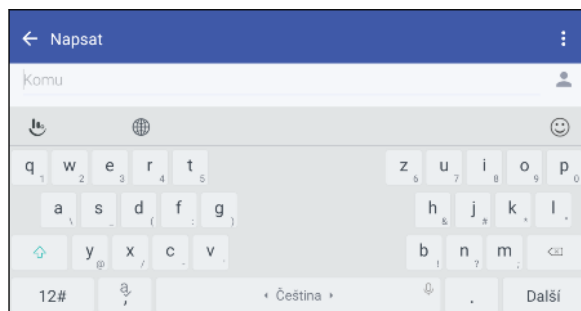 Napsat
Komu
q 1 w 2 e 3 r 4 t 5 z 6 u 7 i 8 o 9 p 0
a \ s _ d ( f : g ) h & j # k * l
y @ x / c - v b ! n ? m ;
12# a , Čeština . Další